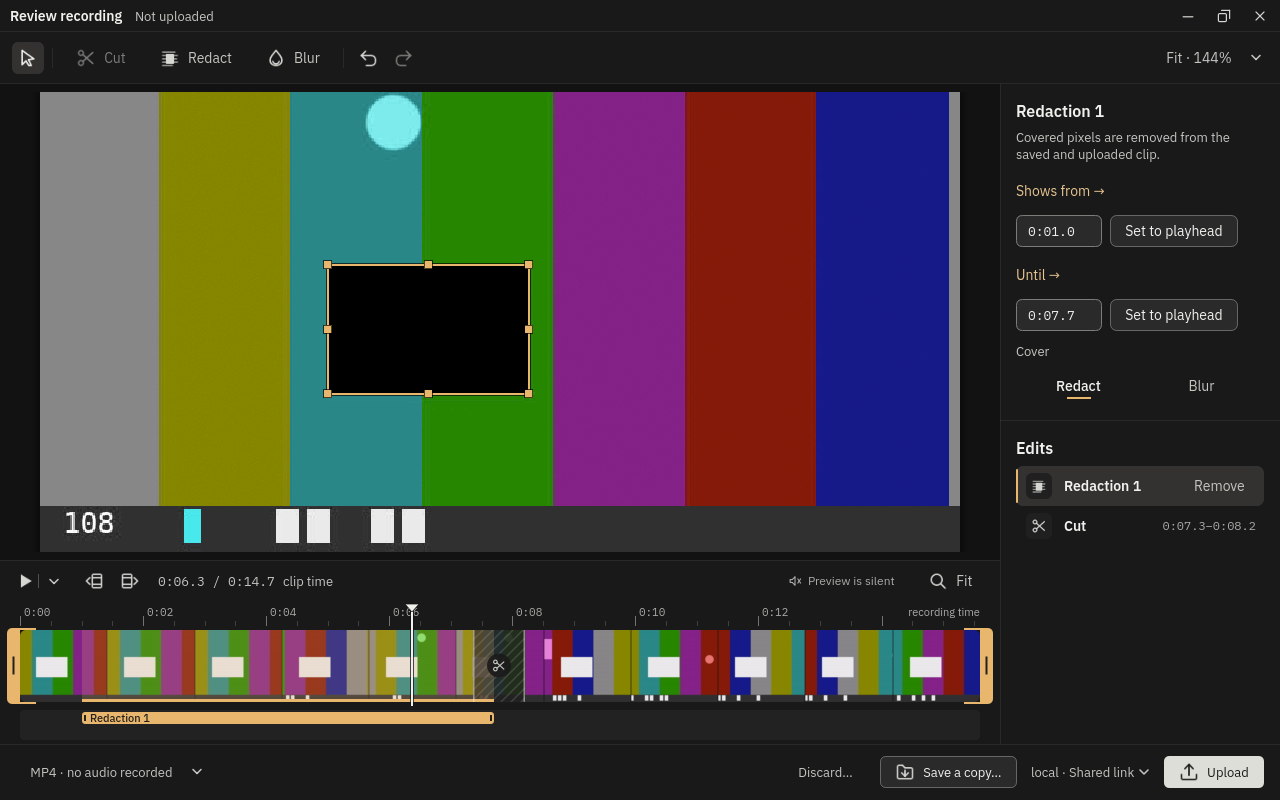 Review recording Not uploaded
Cut Redact Blur Fit · 144%
108
Redaction 1
Covered pixels are removed from the
saved and uploaded clip.
Shows from →
0:01.0 Set to playhead
Until →
0:07.7 Set to playhead
Cover
Redact Blur
Edits
Redaction 1 Remove
Cut 0:07.3–0:08.2
0:06.3 / 0:14.7 clip time Preview is silent Fit
0:00 0:02 0:04 0:06 0:08 0:10 0:12 recording time
Redaction 1
MP4 · no audio recorded Discard... Save a copy... local · Shared link Upload